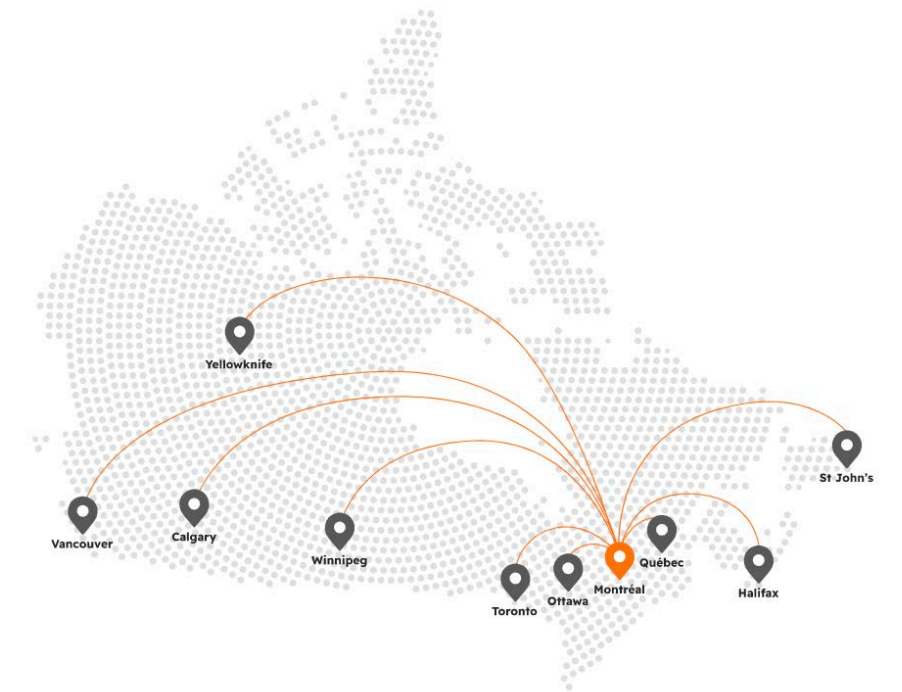 Yellowknife
St John's
Vancouver
Calgary
Winnipeg
Québec
Montréal
Halifax
Ottawa
Toronto